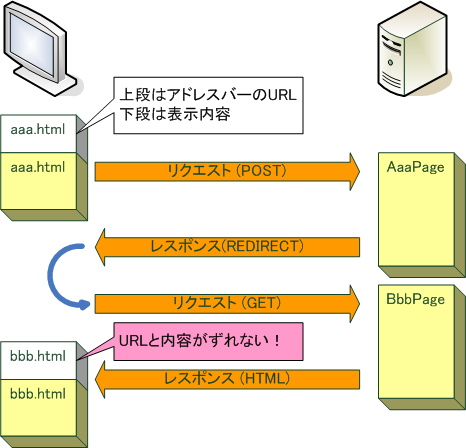 上段はアドレスバーのURL
下段は表示内容
aaa.html
aaa.html
リクエスト(POST)
AaaPage
レスポンス(REDIRECT)
リクエスト(GET)
BbbPage
URLと内容がずれない！
bbb.html
レスポンス(HTML)
bbb.html